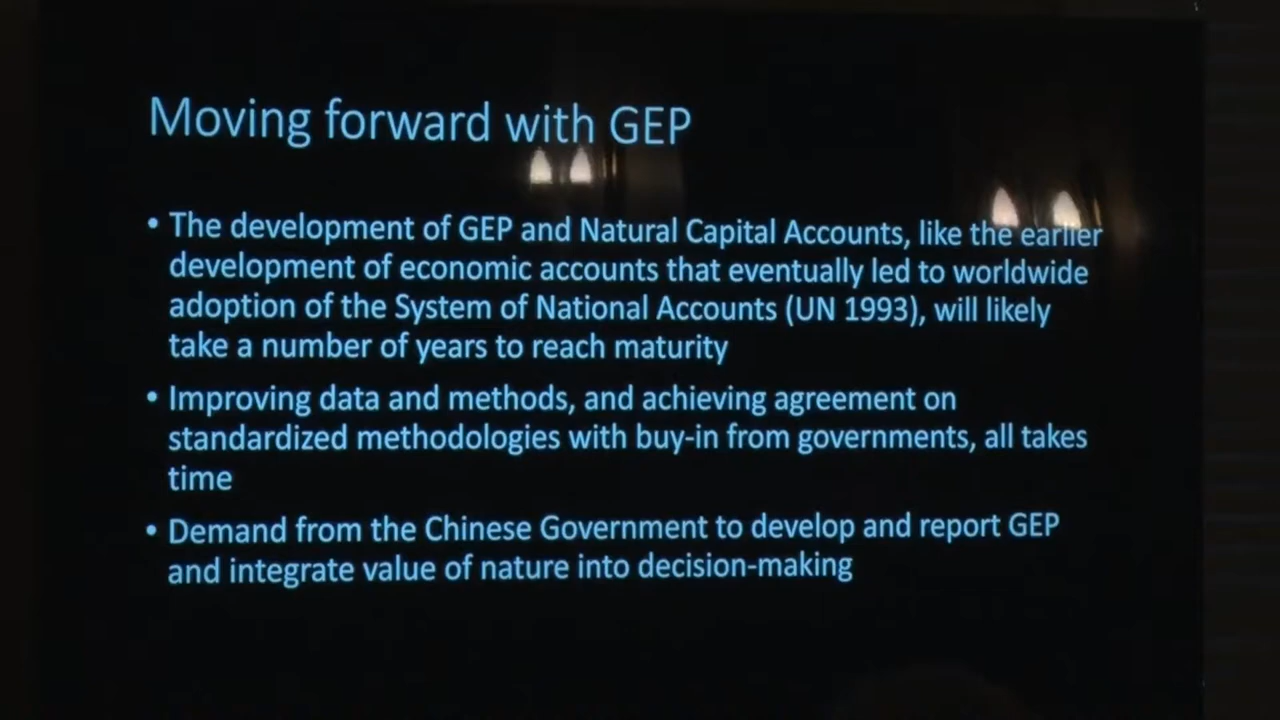 Moving forward with GEP
• The development of GEP and Natural Capital Accounts, like the earlier
development of economic accounts that eventually led to worldwide
adoption of the System of National Accounts (UN 1993), will likely
take a number of years to reach maturity
• Improving data and methods, and achieving agreement on
standardized methodologies with buy-in from governments, all takes
time
• Demand from the Chinese Government to develop and report GEP
and integrate value of nature into decision-making